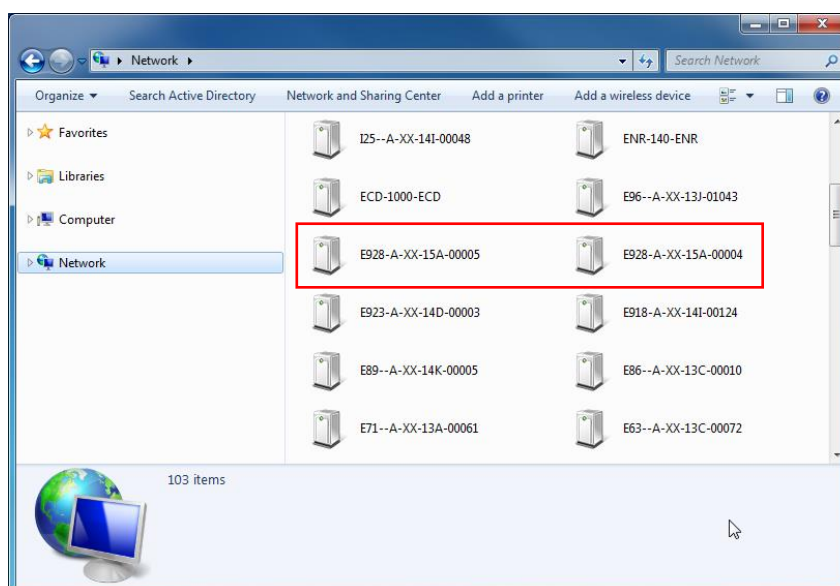 Network
Search Network
Organize
Search Active Directory
Network and Sharing Center
Add a printer
Add a wireless device
Favorites
Libraries
Computer
Network
I25--A-XX-14I-00048
ENR-140-ENR
ECD-1000-ECD
E96--A-XX-13J-01043
E928-A-XX-15A-00005
E928-A-XX-15A-00004
E923-A-XX-14D-00003
E918-A-XX-14I-00124
E89--A-XX-14K-00005
E86--A-XX-13C-00010
E71--A-XX-13A-00061
E63--A-XX-13C-00072
103 items